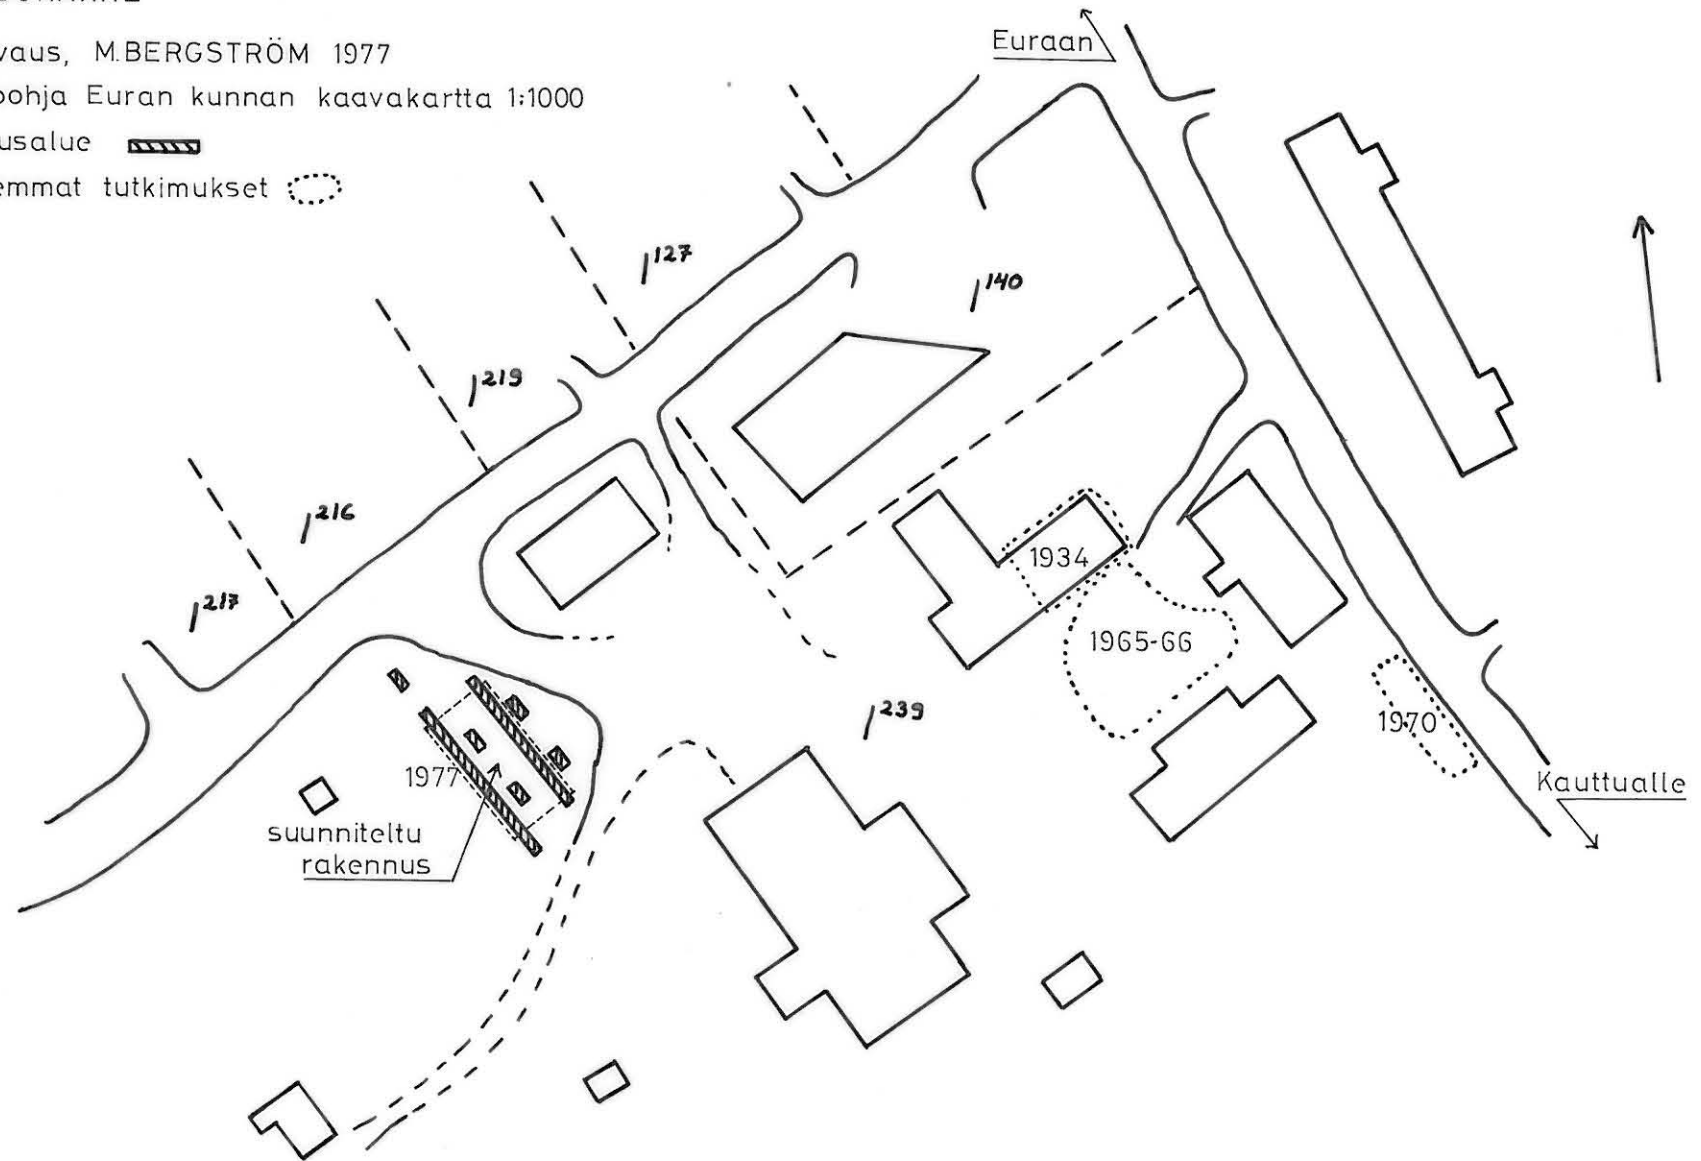 vaus, M.BERGSTRÖM 1977
pohja Euran kunnan kaavakartta 1:1000
usalue
emmat tutkimukset
Euraan
127
140
219
216
217
1934
1965-66
239
1970
1977
Kauttualle
suunniteltu
rakennus